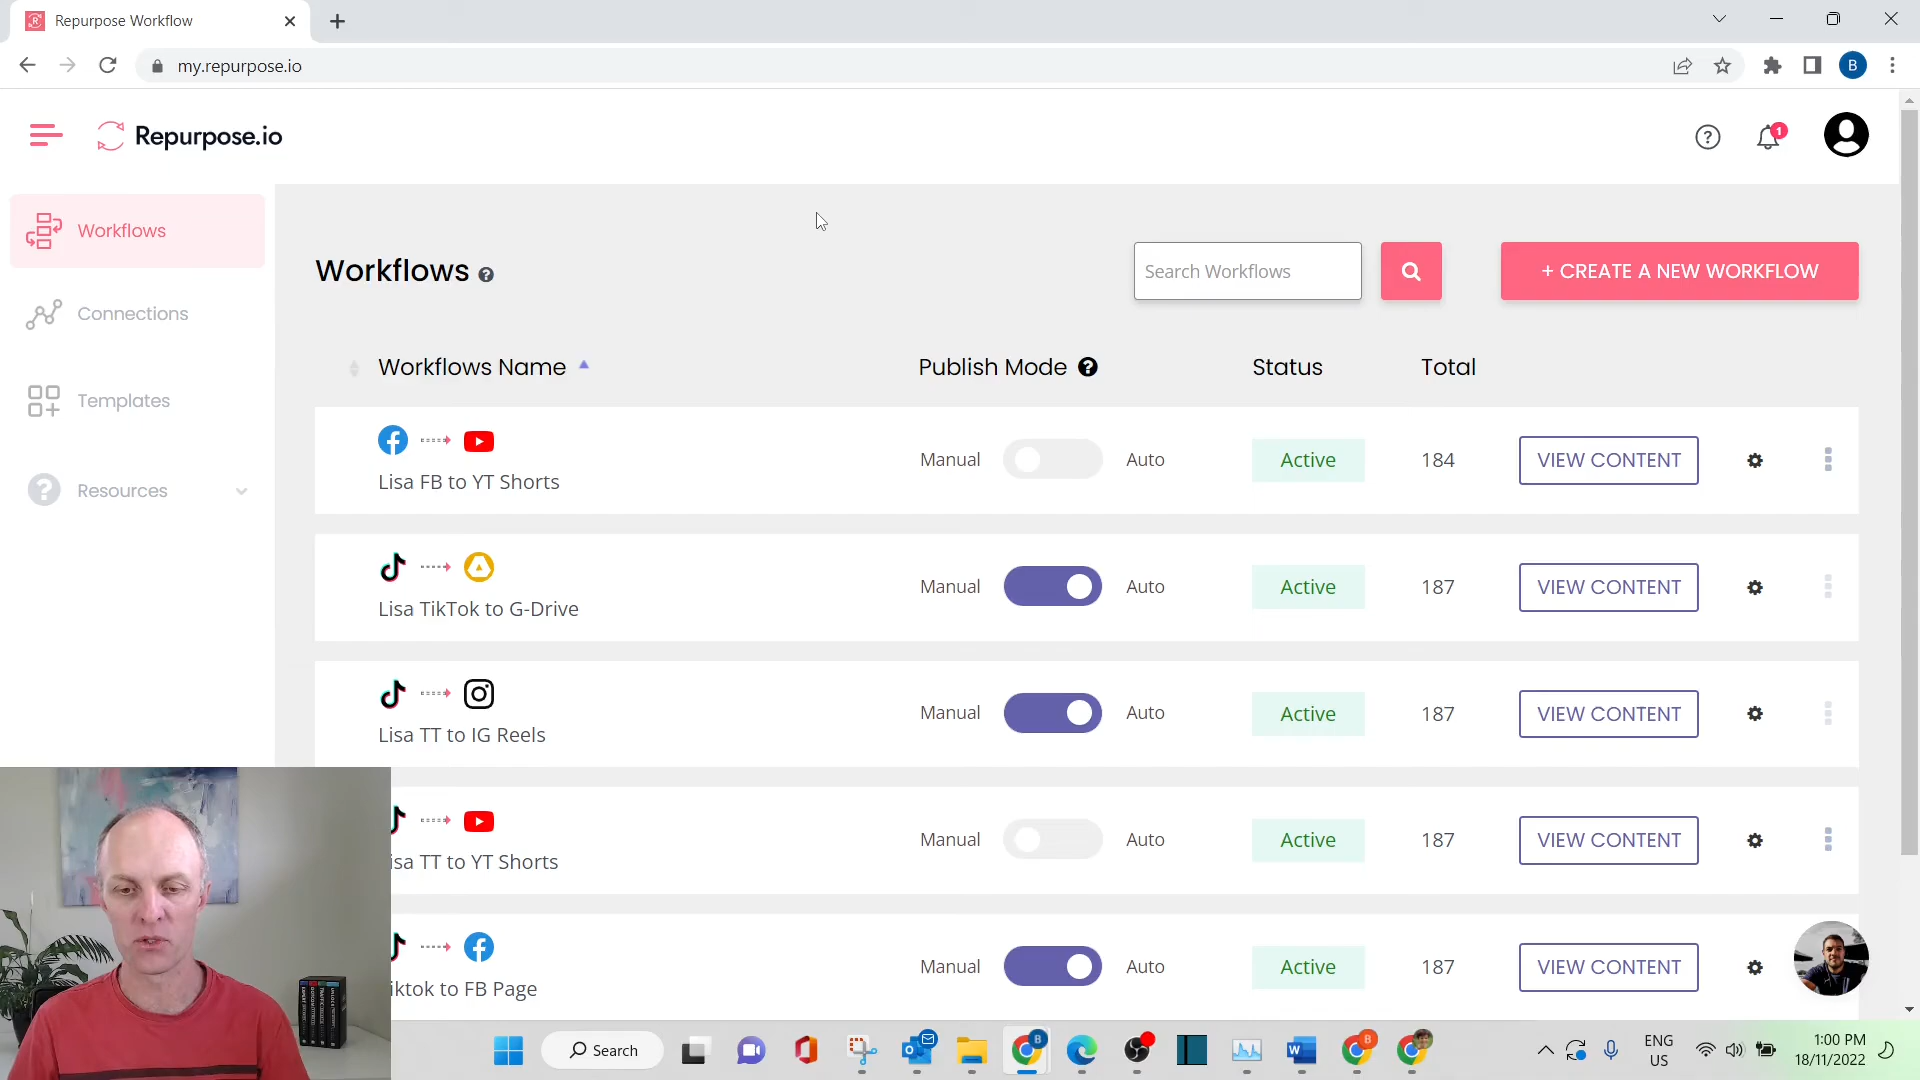 Repurpose Workflow
my.repurpose.io
B
Repurpose.io
1
Workflows
Connections
Templates
Resources
Workflows
Search Workflows
+ CREATE A NEW WORKFLOW
Workflows Name
Publish Mode
Status
Total
Lisa FB to YT Shorts
Manual
Auto
Active
184
VIEW CONTENT
Lisa TikTok to G-Drive
Manual
Auto
Active
187
VIEW CONTENT
Lisa TT to IG Reels
Manual
Auto
Active
187
VIEW CONTENT
isa TT to YT Shorts
Manual
Auto
Active
187
VIEW CONTENT
iktok to FB Page
Manual
Auto
Active
187
VIEW CONTENT
Search
ENG
US
1:00 PM
18/11/2022